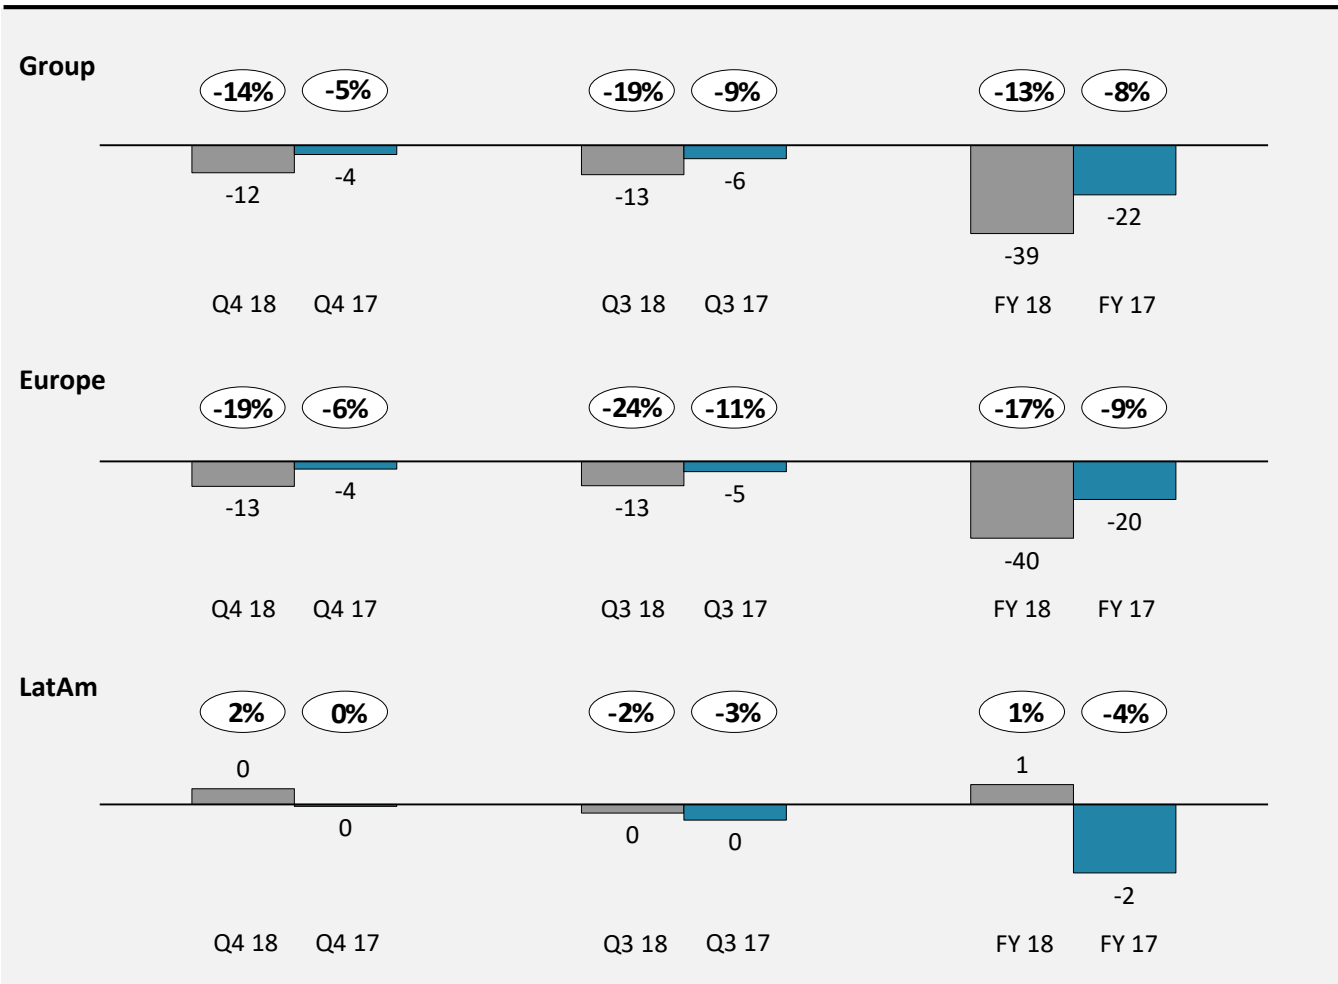 Group
-14% -5% -19% -9% -13% -8%
-12 -4 -13 -6 -39 -22
Q4 18 Q4 17 Q3 18 Q3 17 FY 18 FY 17
Europe
-19% -6% -24% -11% -17% -9%
-13 -4 -13 -5 -40 -20
Q4 18 Q4 17 Q3 18 Q3 17 FY 18 FY 17
LatAm
2% 0% -2% -3% 1% -4%
0 1
0 0 0 -2
Q4 18 Q4 17 Q3 18 Q3 17 FY 18 FY 17